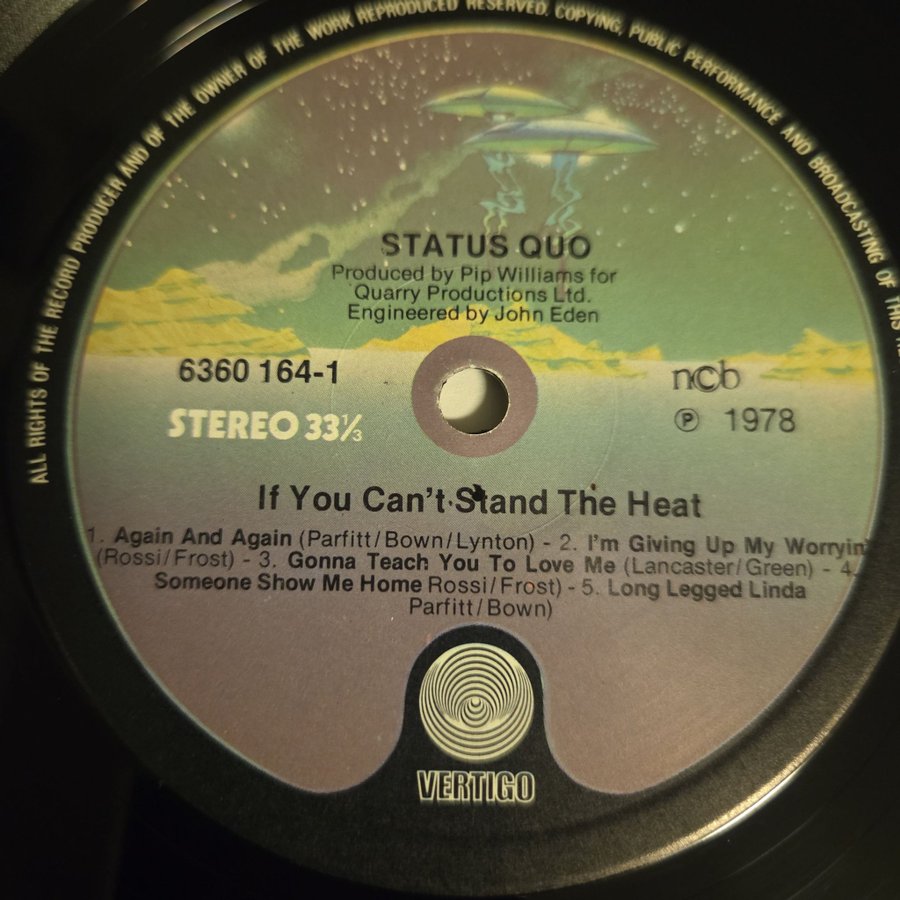 ALL RIGHTS OF THE RECORD PRODUCER AND OF THE OWNER OF THE WORK REPRODUCED RESERVED. COPYING, PUBLIC PERFORMANCE AND BROADCASTING OF THIS
STATUS QUO
Produced by Pip Williams for
Quarry Productions Ltd.
Engineered by John Eden
6360 164-1
ncb
STEREO 33⅓
Ⓟ 1978
If You Can't Stand The Heat
1. Again And Again (Parfitt/Bown/Lynton) - 2. I'm Giving Up My Worryin
(Rossi/Frost) - 3. Gonna Teach You To Love Me (Lancaster/Green) - 4.
Someone Show Me Home Rossi/Frost) - 5. Long Legged Linda
Parfitt/Bown)
VERTIGO